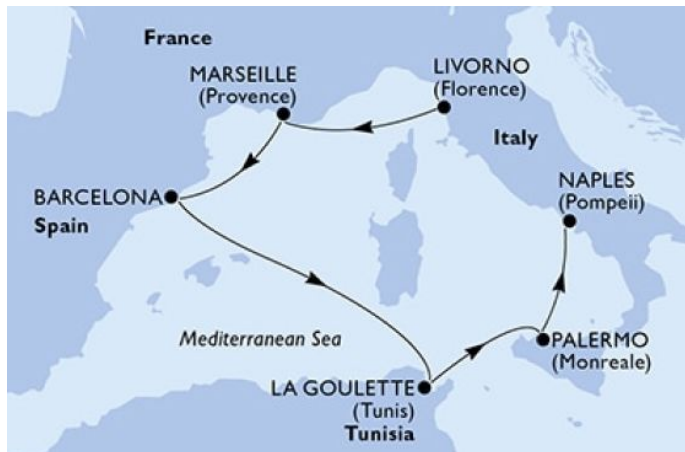 France
MARSEILLE
(Provence)
LIVORNO
(Florence)
Italy
NAPLES
(Pompeii)
BARCELONA
Spain
Mediterranean Sea
PALERMO
(Monreale)
LA GOULETTE
(Tunis)
Tunisia